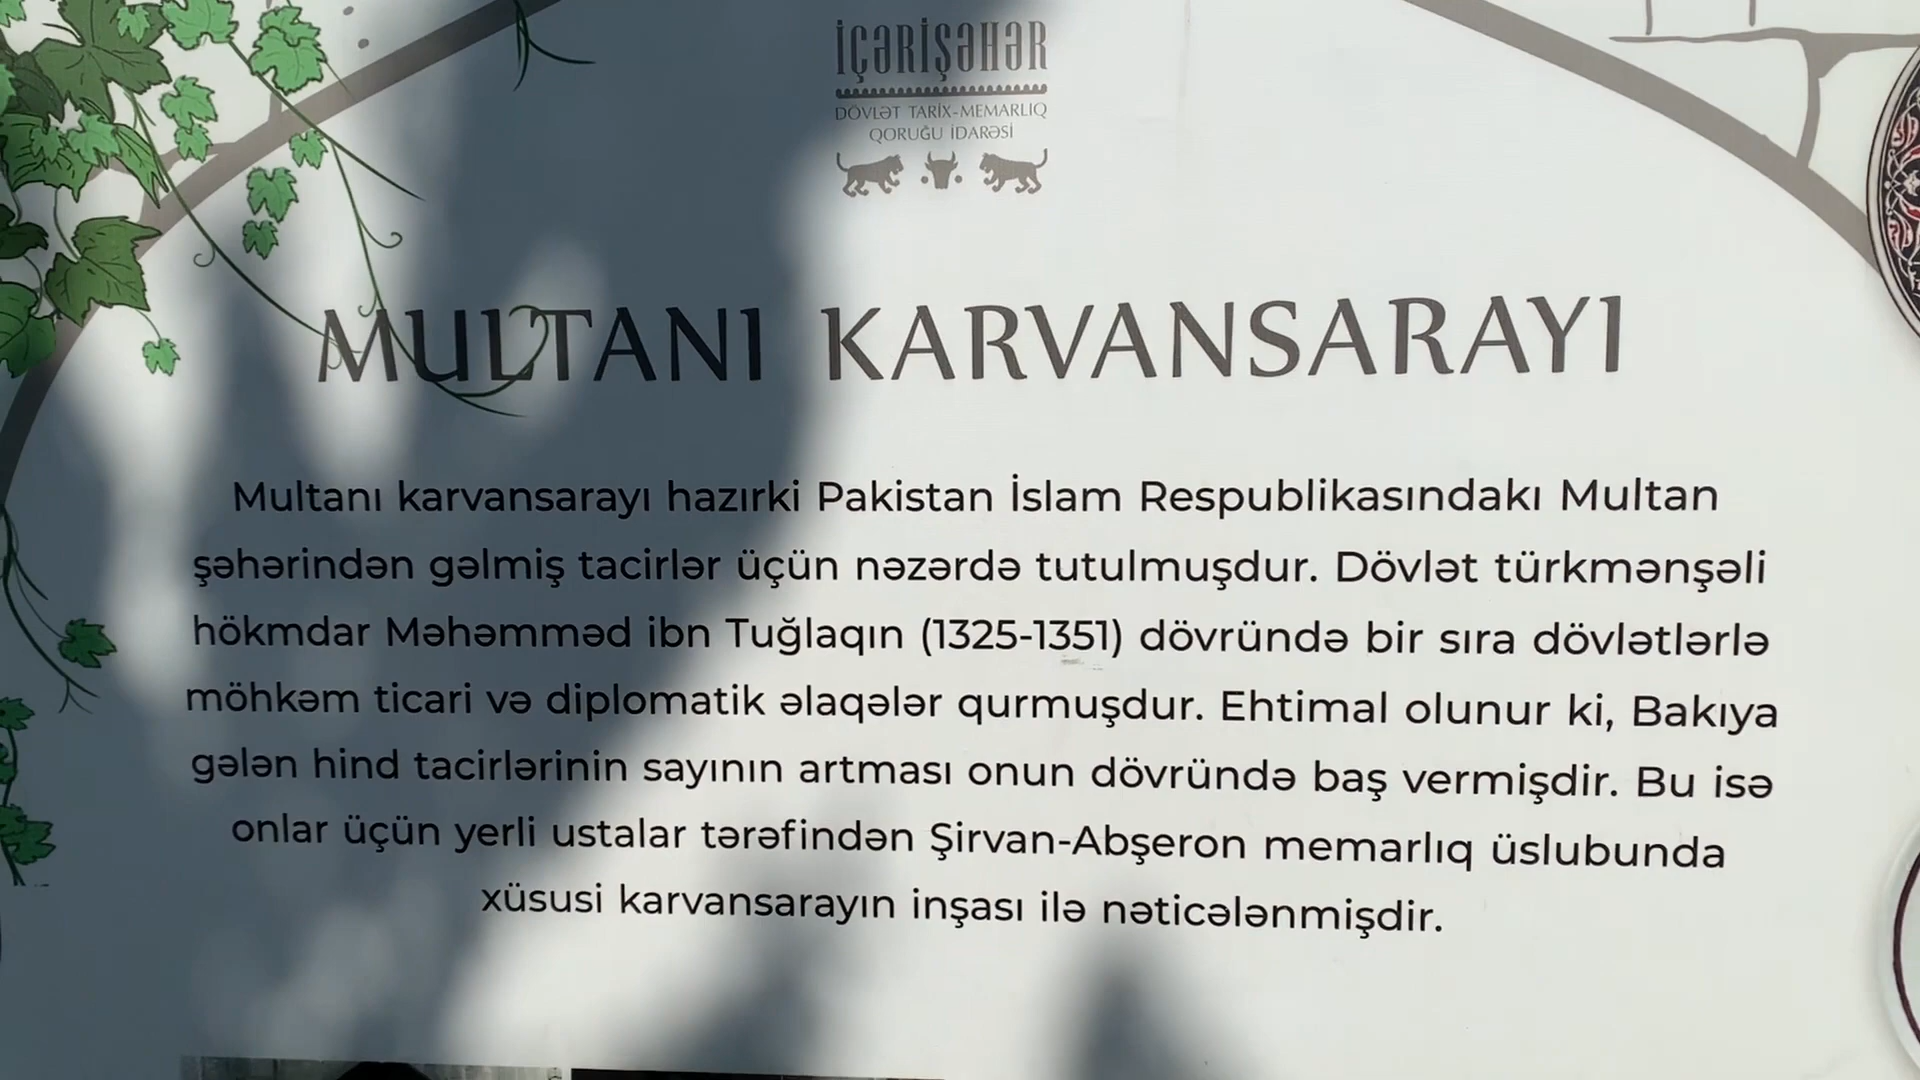 İÇƏRİŞƏHƏR
DÖVLƏT TARİX-MEMARLIQ
QORUĞU İDARƏSİ
MULTANI KARVANSARAYI
Multanı karvansarayı hazırki Pakistan İslam Respublikasındakı Multan
şəhərindən gəlmiş tacirlər üçün nəzərdə tutulmuşdur. Dövlət türkmənşəli
hökmdar Məhəmməd ibn Tuğlaqın (1325-1351) dövründə bir sıra dövlətlərlə
möhkəm ticari və diplomatik əlaqələr qurmuşdur. Ehtimal olunur ki, Bakıya
gələn hind tacirlərinin sayının artması onun dövründə baş vermişdir. Bu isə
onlar üçün yerli ustalar tərəfindən Şirvan-Abşeron memarlıq üslubunda
xüsusi karvansarayın inşası ilə nəticələnmişdir.